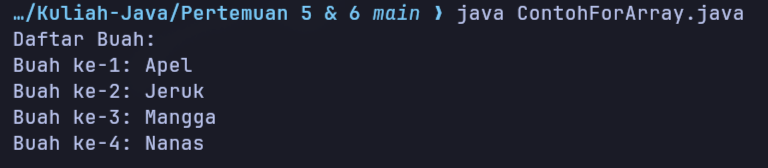 …/Kuliah-Java/Pertemuan 5 & 6 main ❯ java ContohForArray.java
Daftar Buah:
Buah ke-1: Apel
Buah ke-2: Jeruk
Buah ke-3: Mangga
Buah ke-4: Nanas